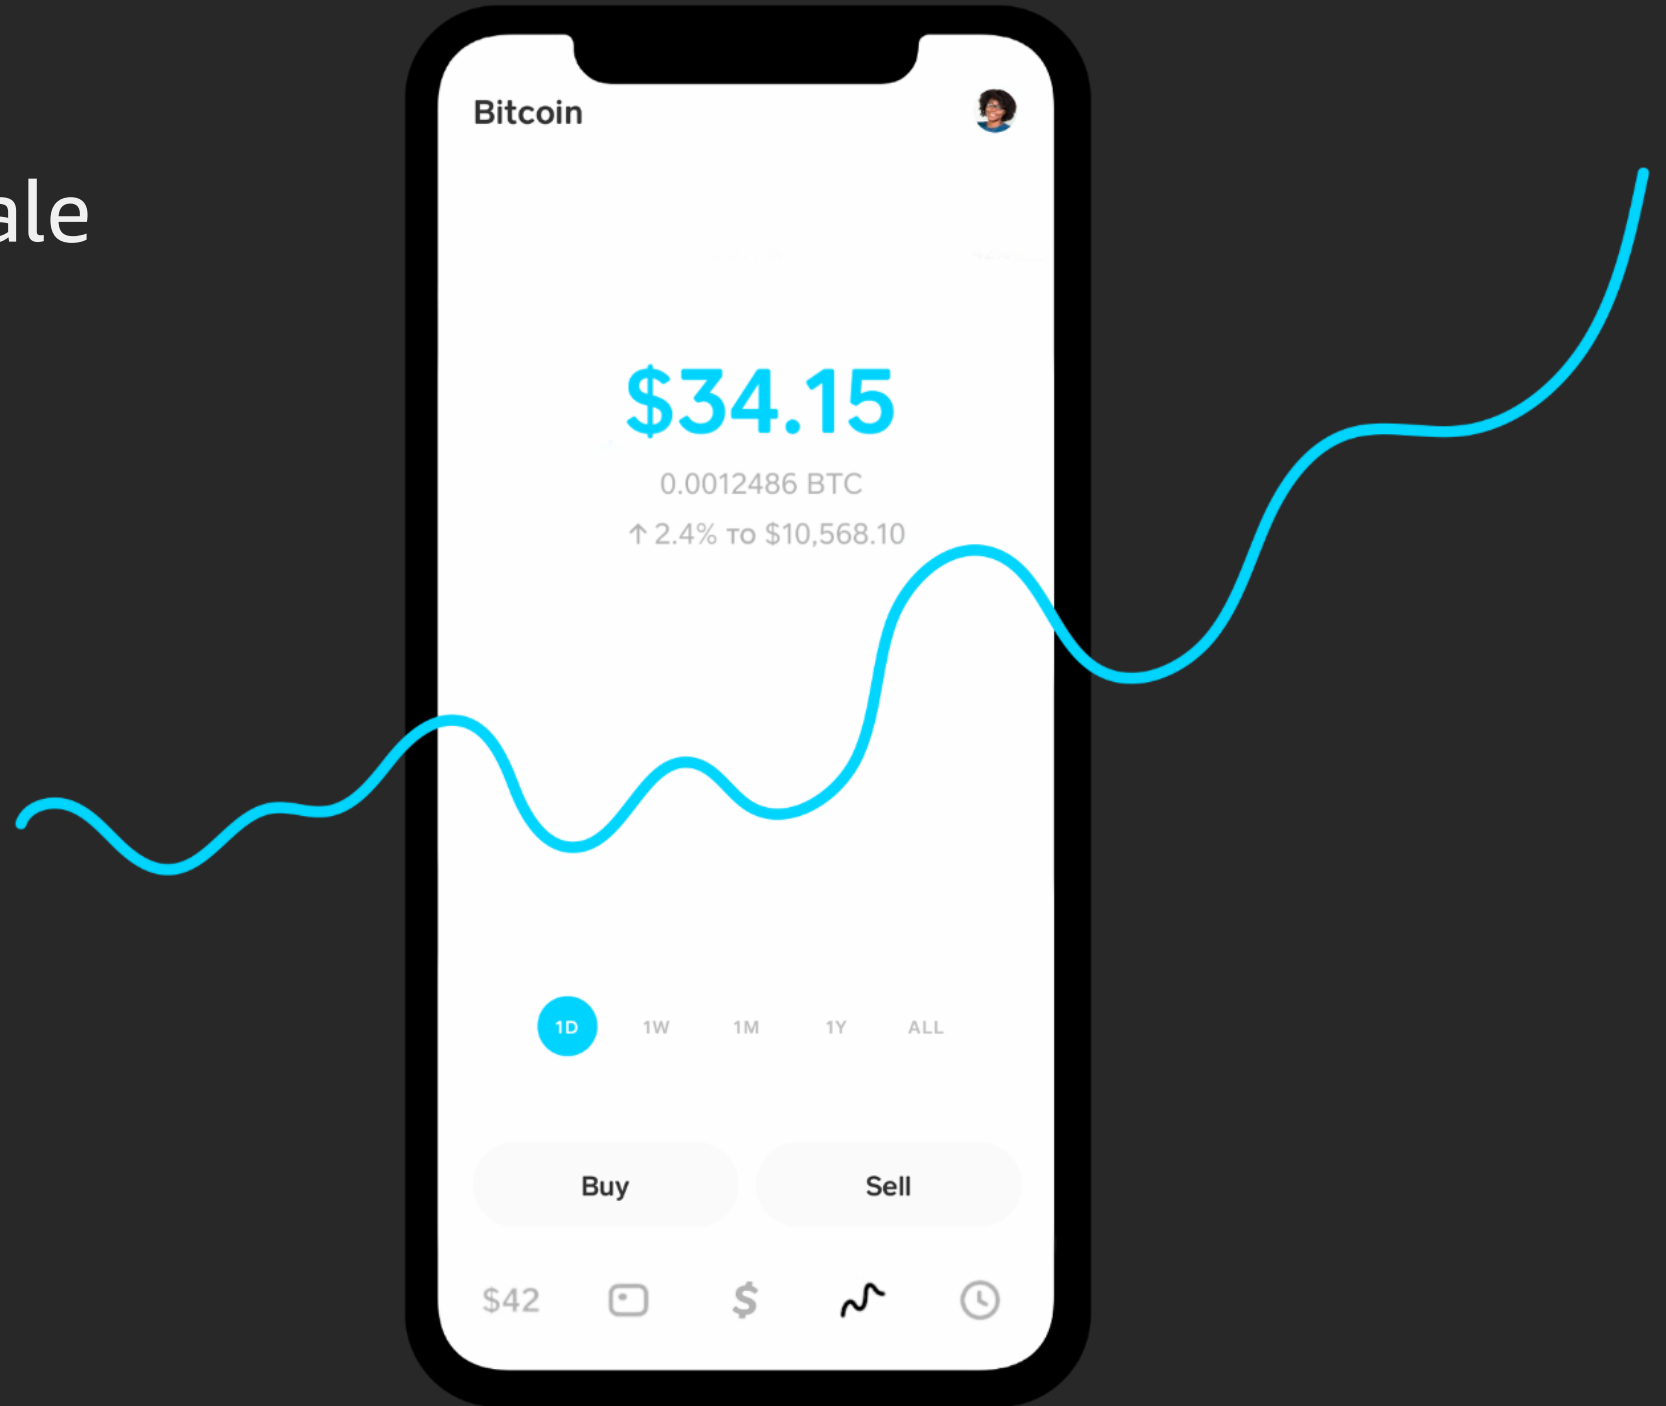 Bitcoin
ale
$34.15
0.0012486 BTC
↑ 2.4% TO $10,568.10
1D 1W 1M 1Y ALL
Buy Sell
$42 $